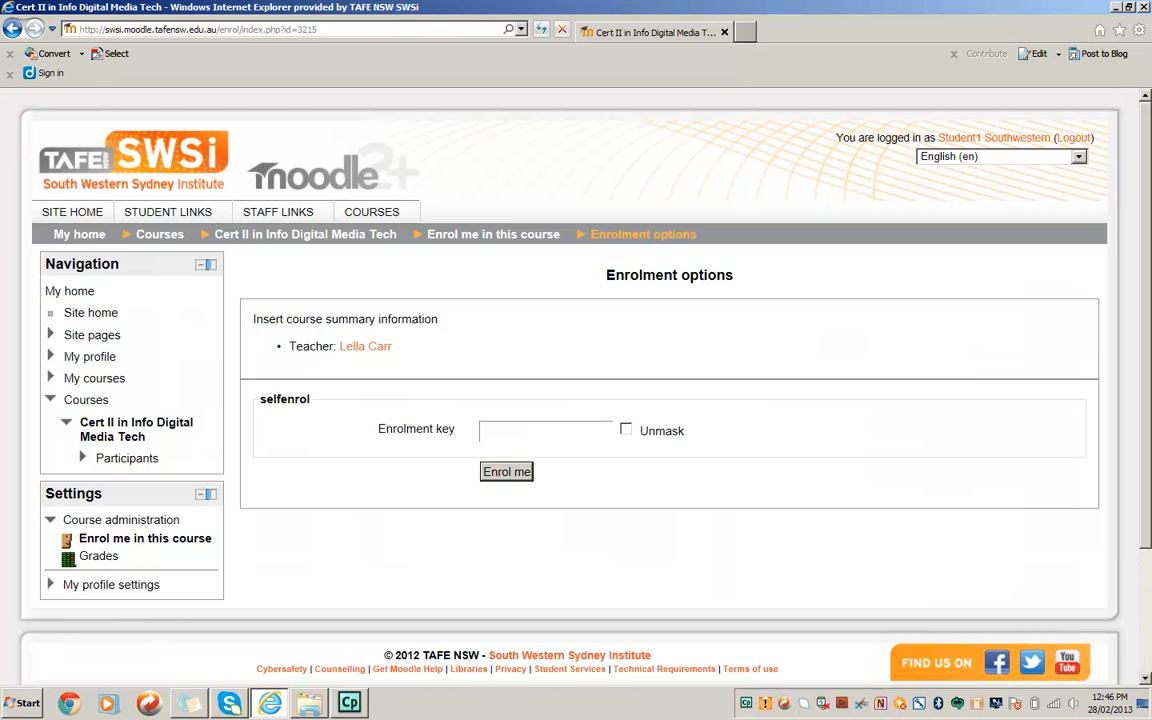 Cert II in Info Digital Media Tech - Windows Internet Explorer provided by TAFE NSW SWSi
http://swsi.moodle.tafensw.edu.au/enrol/index.php?id=3215
Cert II in Info Digital Media T...
Convert
Select
Contribute
Edit
Post to Blog
Sign in
TAFE NSW SWSi
South Western Sydney Institute
moodle 2+
You are logged in as Student1 Southwestern (Logout)
English (en)
SITE HOME
STUDENT LINKS
STAFF LINKS
COURSES
My home
Courses
Cert II in Info Digital Media Tech
Enrol me in this course
Enrolment options
Navigation
My home
Site home
Site pages
My profile
My courses
Courses
Cert II in Info Digital
Media Tech
Participants
Settings
Course administration
Enrol me in this course
Grades
My profile settings
Enrolment options
Insert course summary information
• Teacher: Lella Carr
selfenrol
Enrolment key
Unmask
Enrol me
© 2012 TAFE NSW - South Western Sydney Institute
Cybersafety | Counselling | Get Moodle Help | Libraries | Privacy | Student Services | Technical Requirements | Terms of use
FIND US ON
You Tube
Start
12:46 PM
28/02/2013